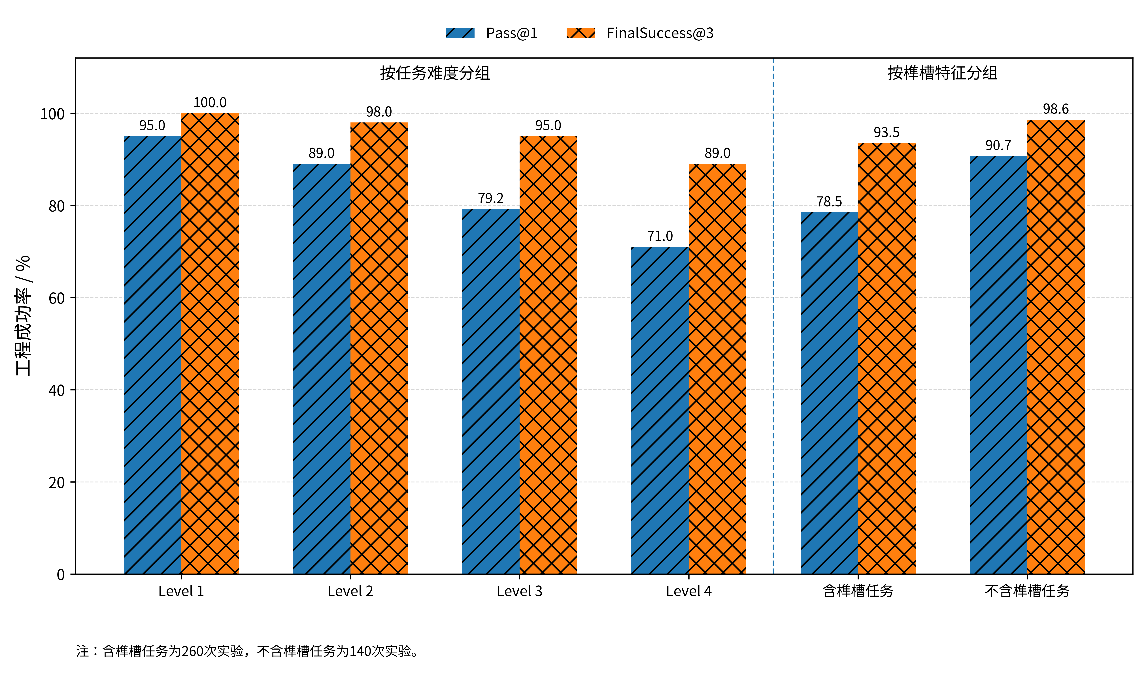 Pass@1 FinalSuccess@3
按任务难度分组 按榫槽特征分组
工程成功率 / %
100
80
60
40
20
0
95.0 100.0 89.0 98.0 79.2 95.0 71.0 89.0 78.5 93.5 90.7 98.6
Level 1 Level 2 Level 3 Level 4 含榫槽任务 不含榫槽任务
注：含榫槽任务为260次实验，不含榫槽任务为140次实验。